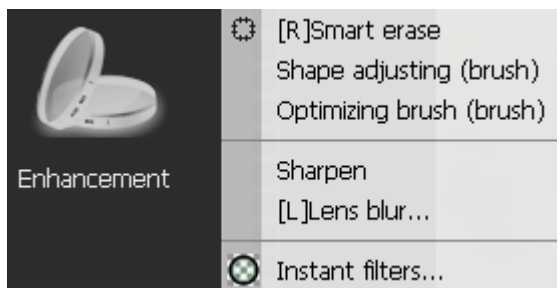 [R]Smart erase
Shape adjusting (brush)
Optimizing brush (brush)
Enhancement
Sharpen
[L]Lens blur...
Instant filters...